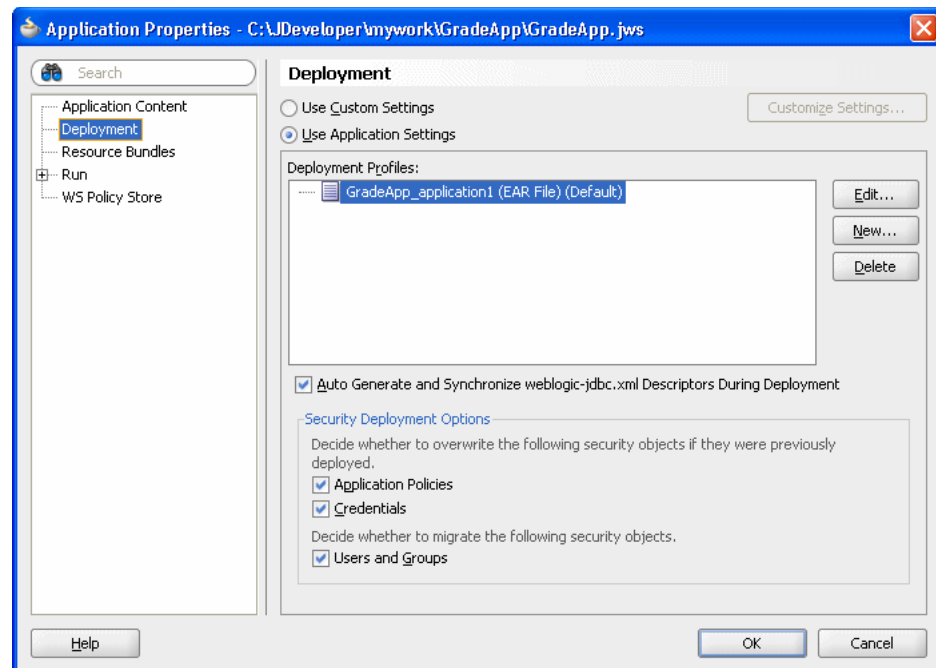 Application Properties - C:\JDeveloper\mywork\GradeApp\GradeApp.jws
Search
Application Content
Deployment
Resource Bundles
Run
WS Policy Store
Deployment
Use Custom Settings
Customize Settings...
Use Application Settings
Deployment Profiles:
GradeApp_application1 (EAR File) (Default)
Edit...
New...
Delete
Auto Generate and Synchronize weblogic-jdbc.xml Descriptors During Deployment
Security Deployment Options
Decide whether to overwrite the following security objects if they were previously
deployed.
Application Policies
Credentials
Decide whether to migrate the following security objects.
Users and Groups
Help
OK
Cancel